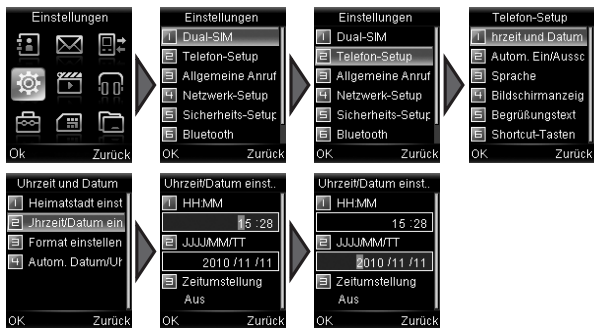 Einstellungen
Ok Zurück
Einstellungen
1 Dual-SIM
2 Telefon-Setup
3 Allgemeine Anruf
4 Netzwerk-Setup
5 Sicherheits-Setup
6 Bluetooth
OK Zurück
Einstellungen
1 Dual-SIM
2 Telefon-Setup
3 Allgemeine Anruf
4 Netzwerk-Setup
5 Sicherheits-Setup
6 Bluetooth
OK Zurück
Telefon-Setup
1 hrzeit und Datum
2 Autom. Ein/Aussc
3 Sprache
4 Bildschirmanzeig
5 Begrüßungstext
6 Shortcut-Tasten
OK Zurück
Uhrzeit und Datum
1 Heimatstadt einst
2 Jhrzeit/Datum ein
3 Format einstellen
4 Autom. Datum/Uhr
OK Zurück
Uhrzeit/Datum einst..
1 HH:MM
15 :28
2 JJJJ/MM/TT
2010 /11 /11
3 Zeitumstellung
Aus
OK Zurück
Uhrzeit/Datum einst..
1 HH:MM
15 :28
2 JJJJ/MM/TT
2010 /11 /11
3 Zeitumstellung
Aus
OK Zurück